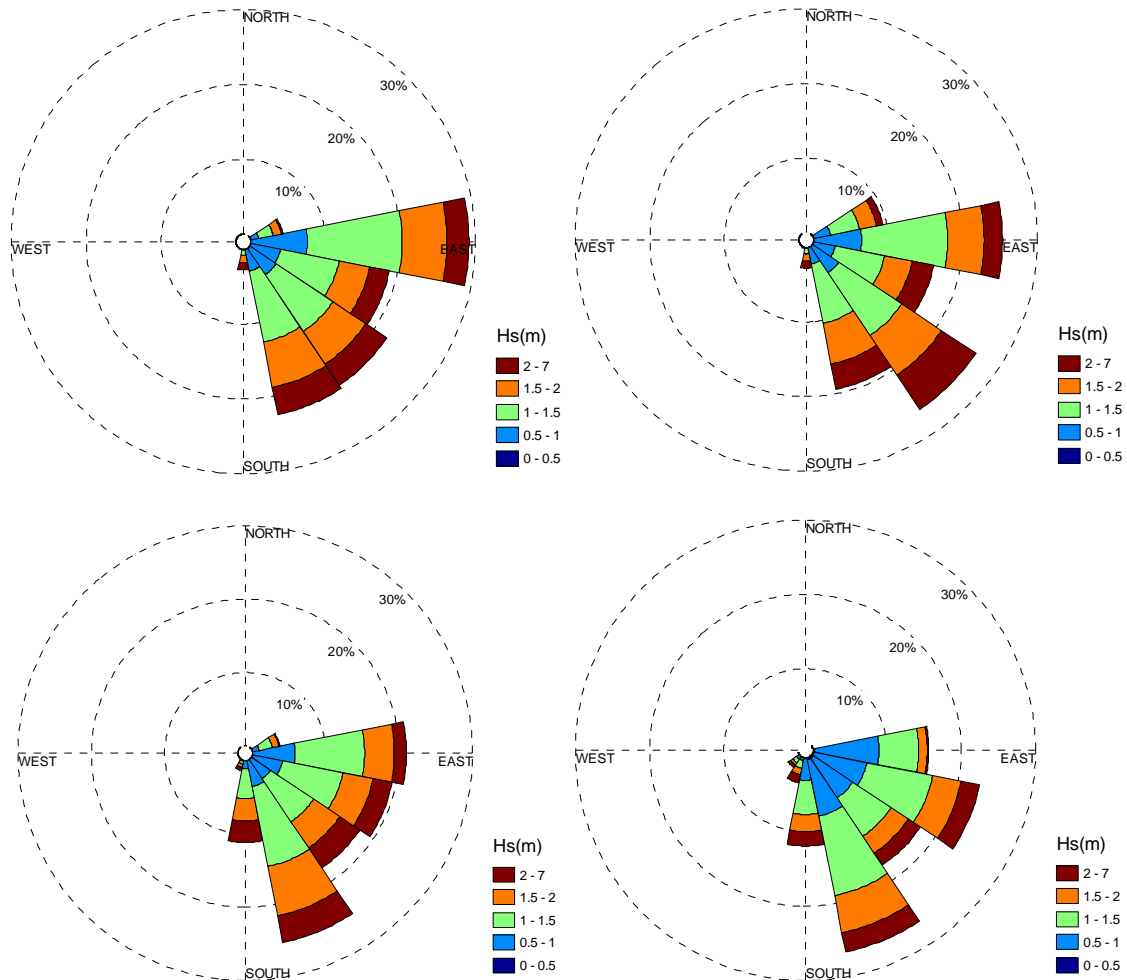 NORTH
30%
20%
10%
WEST
EAST
SOUTH
Hs(m)
2 - 7
1.5 - 2
1 - 1.5
0.5 - 1
0 - 0.5
NORTH
30%
20%
10%
WEST
EAST
SOUTH
Hs(m)
2 - 7
1.5 - 2
1 - 1.5
0.5 - 1
0 - 0.5
NORTH
30%
20%
10%
WEST
EAST
SOUTH
Hs(m)
2 - 7
1.5 - 2
1 - 1.5
0.5 - 1
0 - 0.5
NORTH
30%
20%
10%
WEST
EAST
SOUTH
Hs(m)
2 - 7
1.5 - 2
1 - 1.5
0.5 - 1
0 - 0.5